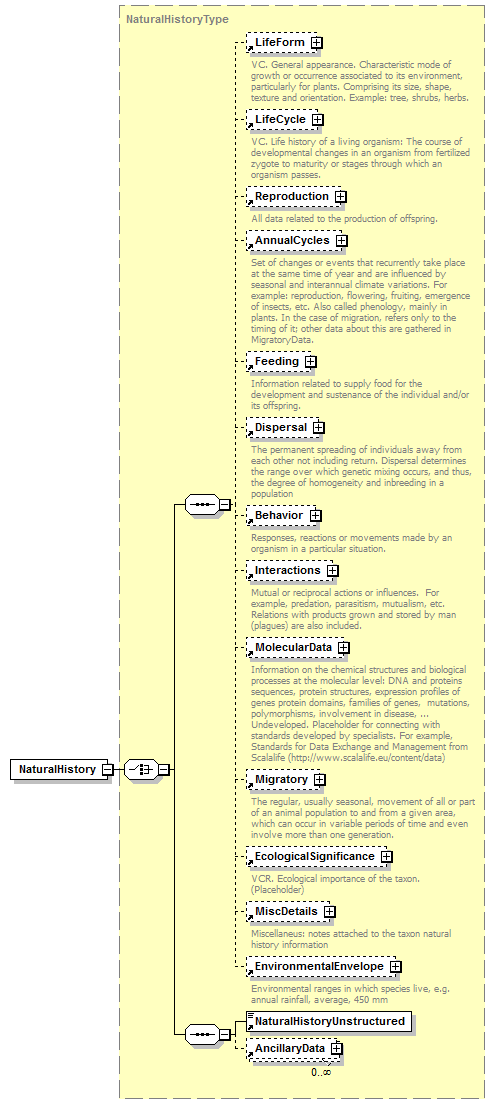 NaturalHistoryType
LifeForm
VC. General appearance. Characteristic mode of
growth or occurrence associated to its environment,
particularly for plants. Comprising its size, shape,
texture and orientation. Example: tree, shrubs, herbs.
LifeCycle
VC. Life history of a living organism: The course of
developmental changes in an organism from fertilized
zygote to maturity or stages through which an
organism passes.
Reproduction
All data related to the production of offspring.
AnnualCycles
Set of changes or events that recurrently take place
at the same time of year and are influenced by
seasonal and interannual climate variations. For
example: reproduction, flowering, fruiting, emergence
of insects, etc. Also called phenology, mainly in
plants. In the case of migration, refers only to the
timing of it; other data about this are gathered in
MigratoryData.
Feeding
Information related to supply food for the
development and sustenance of the individual and/or
its offspring.
Dispersal
The permanent spreading of individuals away from
each other not including return. Dispersal determines
the range over which genetic mixing occurs, and thus,
the degree of homogeneity and inbreeding in a
population
Behavior
Responses, reactions or movements made by an
organism in a particular situation.
Interactions
Mutual or reciprocal actions or influences.  For
example, predation, parasitism, mutualism, etc.
Relations with products grown and stored by man
(plagues) are also included.
MolecularData
Information on the chemical structures and biological
processes at the molecular level: DNA and proteins
sequences, protein structures, expression profiles of
genes protein domains, families of genes,  mutations,
polymorphisms, involvement in disease, ...
Undeveloped. Placeholder for connecting with
standards developed by specialists. For example,
Standards for Data Exchange and Management from
Scalalife (http://www.scalalife.eu/content/data)
NaturalHistory
Migratory
The regular, usually seasonal, movement of all or part
of an animal population to and from a given area,
which can occur in variable periods of time and even
involve more than one generation.
EcologicalSignificance
VCR. Ecological importance of the taxon.
(Placeholder)
MiscDetails
Miscellaneus: notes attached to the taxon natural
history information
EnvironmentalEnvelope
Environmental ranges in which species live, e.g.
annual rainfall, average, 450 mm
NaturalHistoryUnstructured
AncillaryData
0..∞